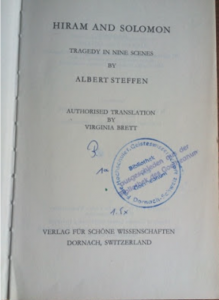 HIRAM AND SOLOMON
TRAGEDY IN NINE SCENES
BY
ALBERT STEFFEN
AUTHORISED TRANSLATION
BY
VIRGINIA BRETT
Bibliothek
VERLAG FÜR SCHÖNE WISSENSCHAFTEN
DORNACH, SWITZERLAND